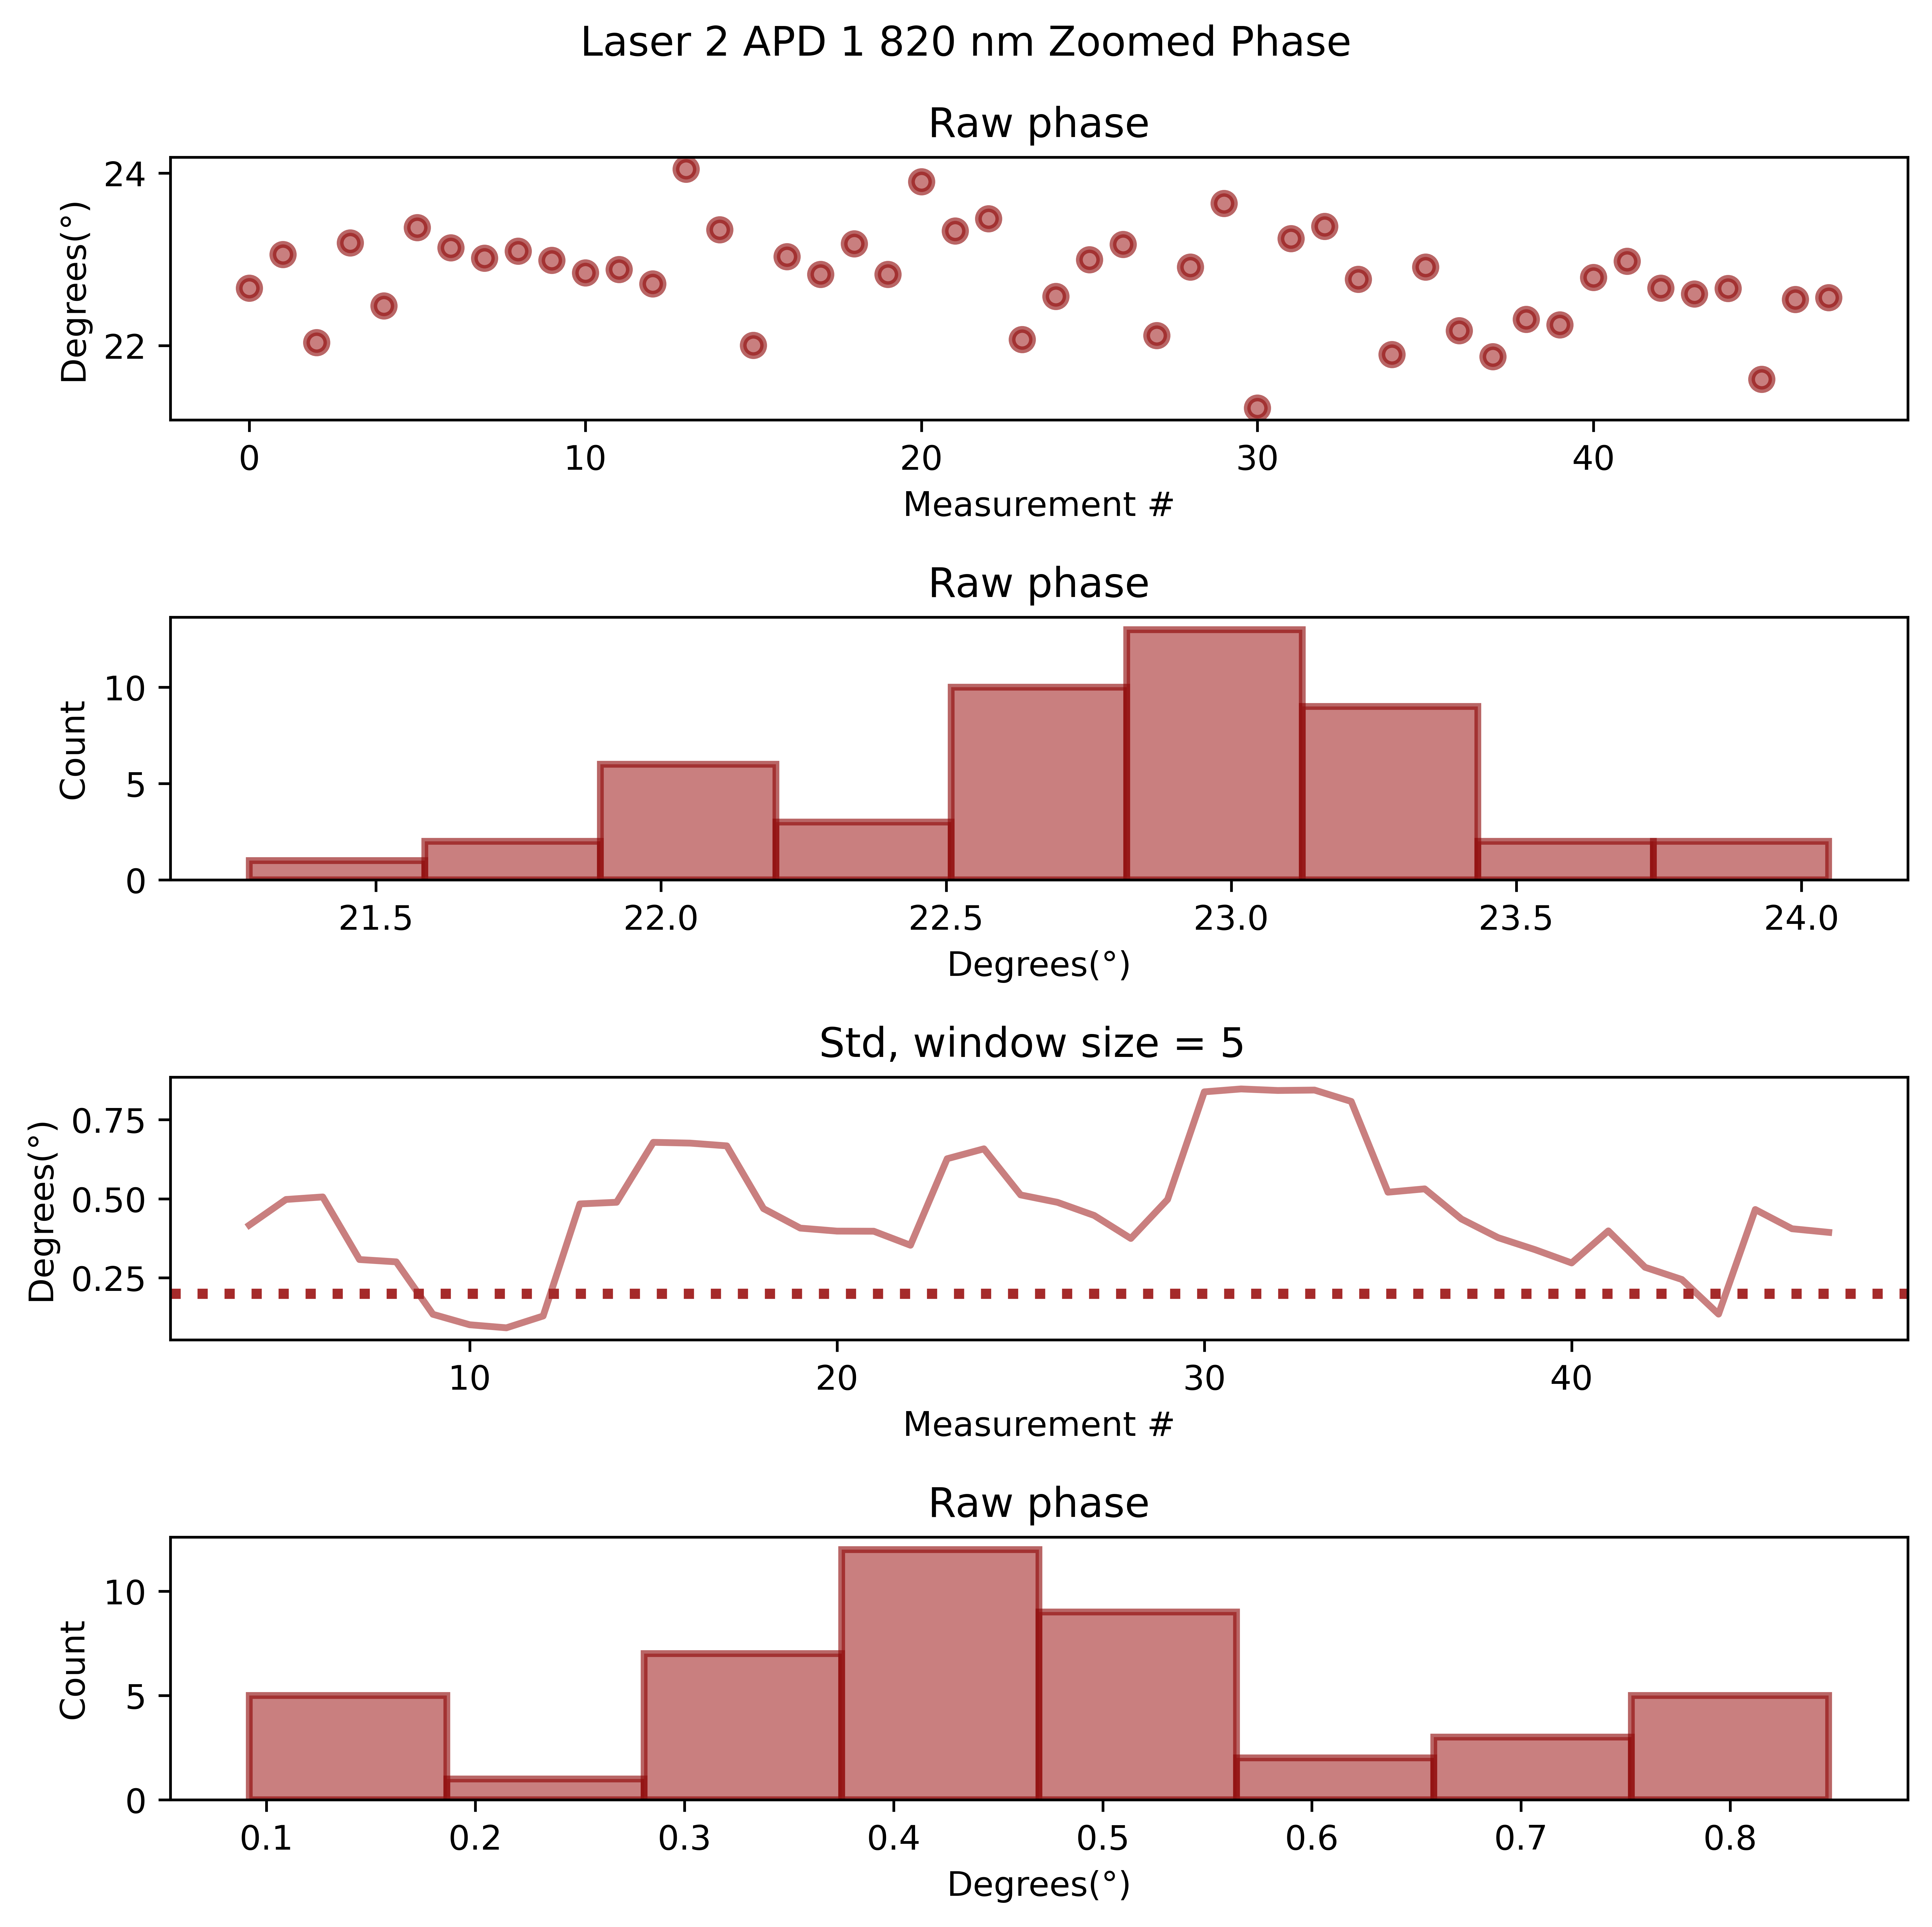 Laser 2 APD 1 820 nm Zoomed Phase
Raw phase
Degrees(°)
24
22
0 10 20 30 40
Measurement #
Raw phase
Count
10
5
0
21.5 22.0 22.5 23.0 23.5 24.0
Degrees(°)
Std, window size = 5
Degrees(°)
0.75
0.50
0.25
10 20 30 40
Measurement #
Raw phase
Count
10
5
0
0.1 0.2 0.3 0.4 0.5 0.6 0.7 0.8
Degrees(°)